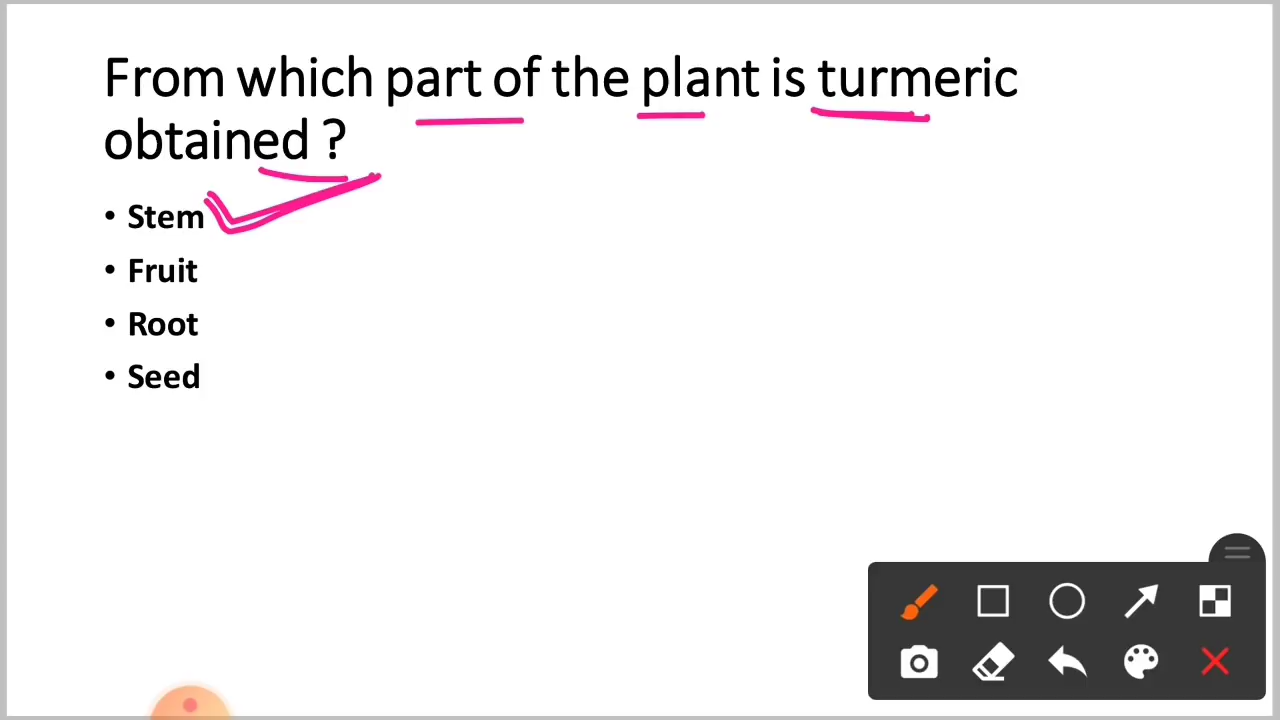 From which part of the plant is turmeric
obtained ?
• Stem
• Fruit
• Root
• Seed